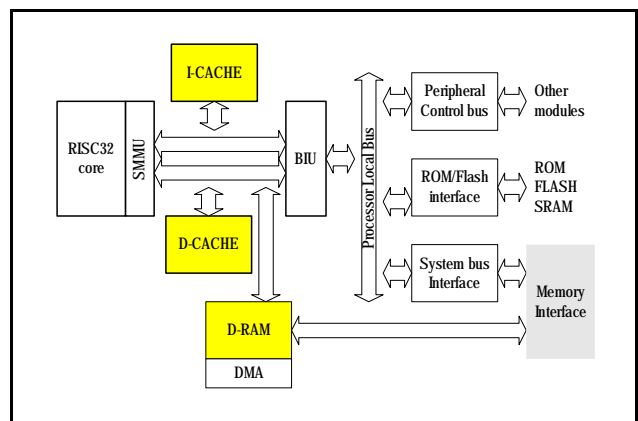 I-CACHE
RISC32
core
SMMU
BIU
D-CACHE
D-RAM
DMA
Processor Local Bus
Peripheral
Control bus
Other
modules
ROM/Flash
interface
ROM
FLASH
SRAM
System bus
Interface
Memory
Interface